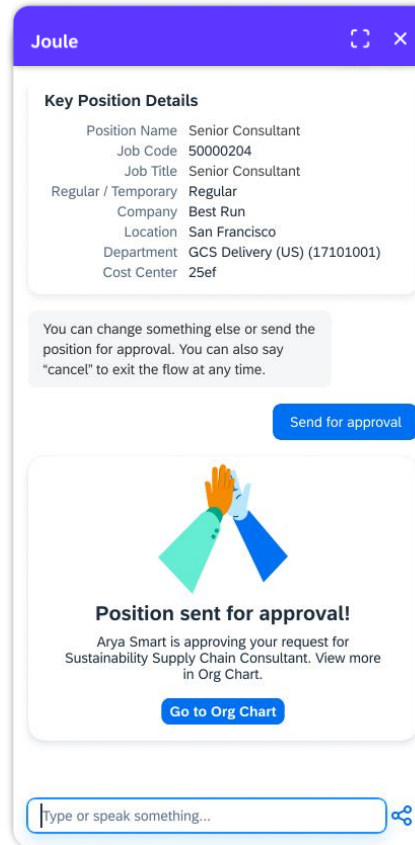 Joule
Key Position Details
Position Name Senior Consultant
Job Code 50000204
Job Title Senior Consultant
Regular / Temporary Regular
Company Best Run
Location San Francisco
Department GCS Delivery (US) (17101001)
Cost Center 25ef
You can change something else or send the
position for approval. You can also say
“cancel” to exit the flow at any time.
Send for approval
Position sent for approval!
Arya Smart is approving your request for
Sustainability Supply Chain Consultant. View more
in Org Chart.
Go to Org Chart
Type or speak something...